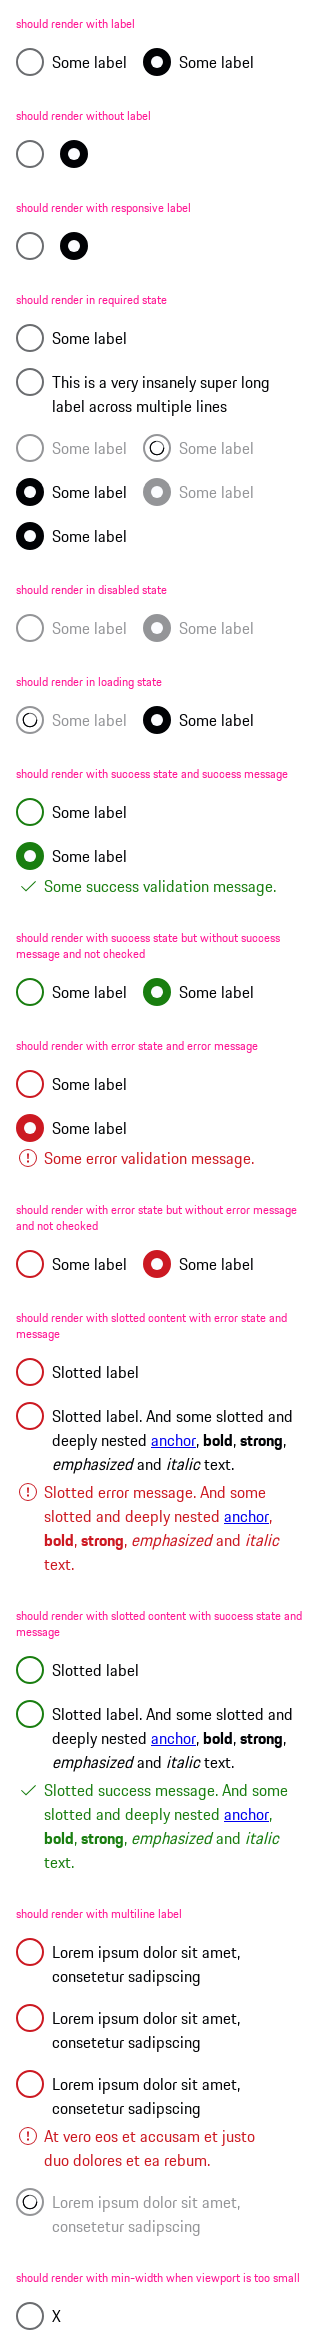 should render with label
Some label Some label
should render without label
should render with responsive label
should render in required state
Some label
This is a very insanely super long
label across multiple lines
Some label Some label
Some label Some label
Some label
should render in disabled state
Some label Some label
should render in loading state
Some label Some label
should render with success state and success message
Some label
Some label
Some success validation message.
should render with success state but without success
message and not checked
Some label Some label
should render with error state and error message
Some label
Some label
Some error validation message.
should render with error state but without error message
and not checked
Some label Some label
should render with slotted content with error state and
message
Slotted label
Slotted label. And some slotted and
deeply nested anchor, bold, strong,
emphasized and italic text.
Slotted error message. And some
slotted and deeply nested anchor,
bold, strong, emphasized and italic
text.
should render with slotted content with success state and
message
Slotted label
Slotted label. And some slotted and
deeply nested anchor, bold, strong,
emphasized and italic text.
Slotted success message. And some
slotted and deeply nested anchor,
bold, strong, emphasized and italic
text.
should render with multiline label
Lorem ipsum dolor sit amet,
consetetur sadipscing
Lorem ipsum dolor sit amet,
consetetur sadipscing
Lorem ipsum dolor sit amet,
consetetur sadipscing
At vero eos et accusam et justo
duo dolores et ea rebum.
Lorem ipsum dolor sit amet,
consetetur sadipscing
should render with min-width when viewport is too small
X